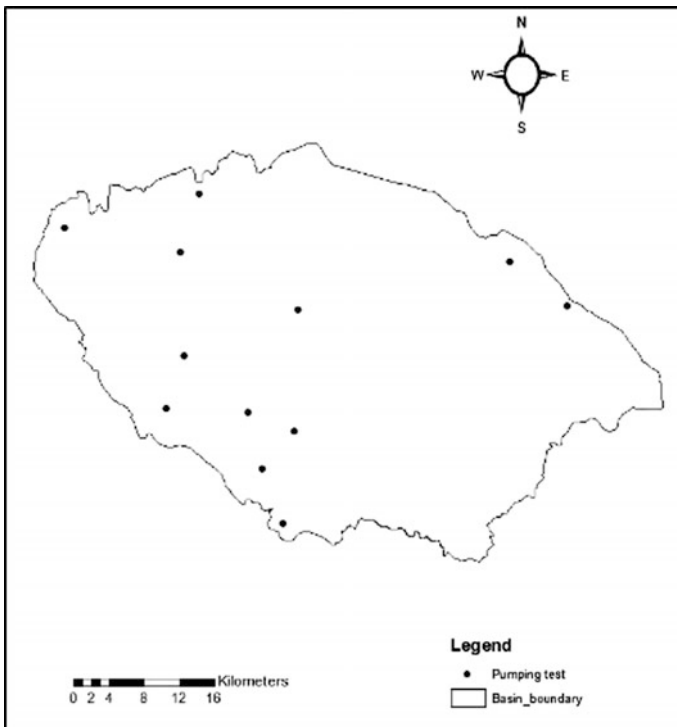 N
W E
S
Legend
Pumping test
Basin_boundary
Kilometers
0 2 4 8 12 16